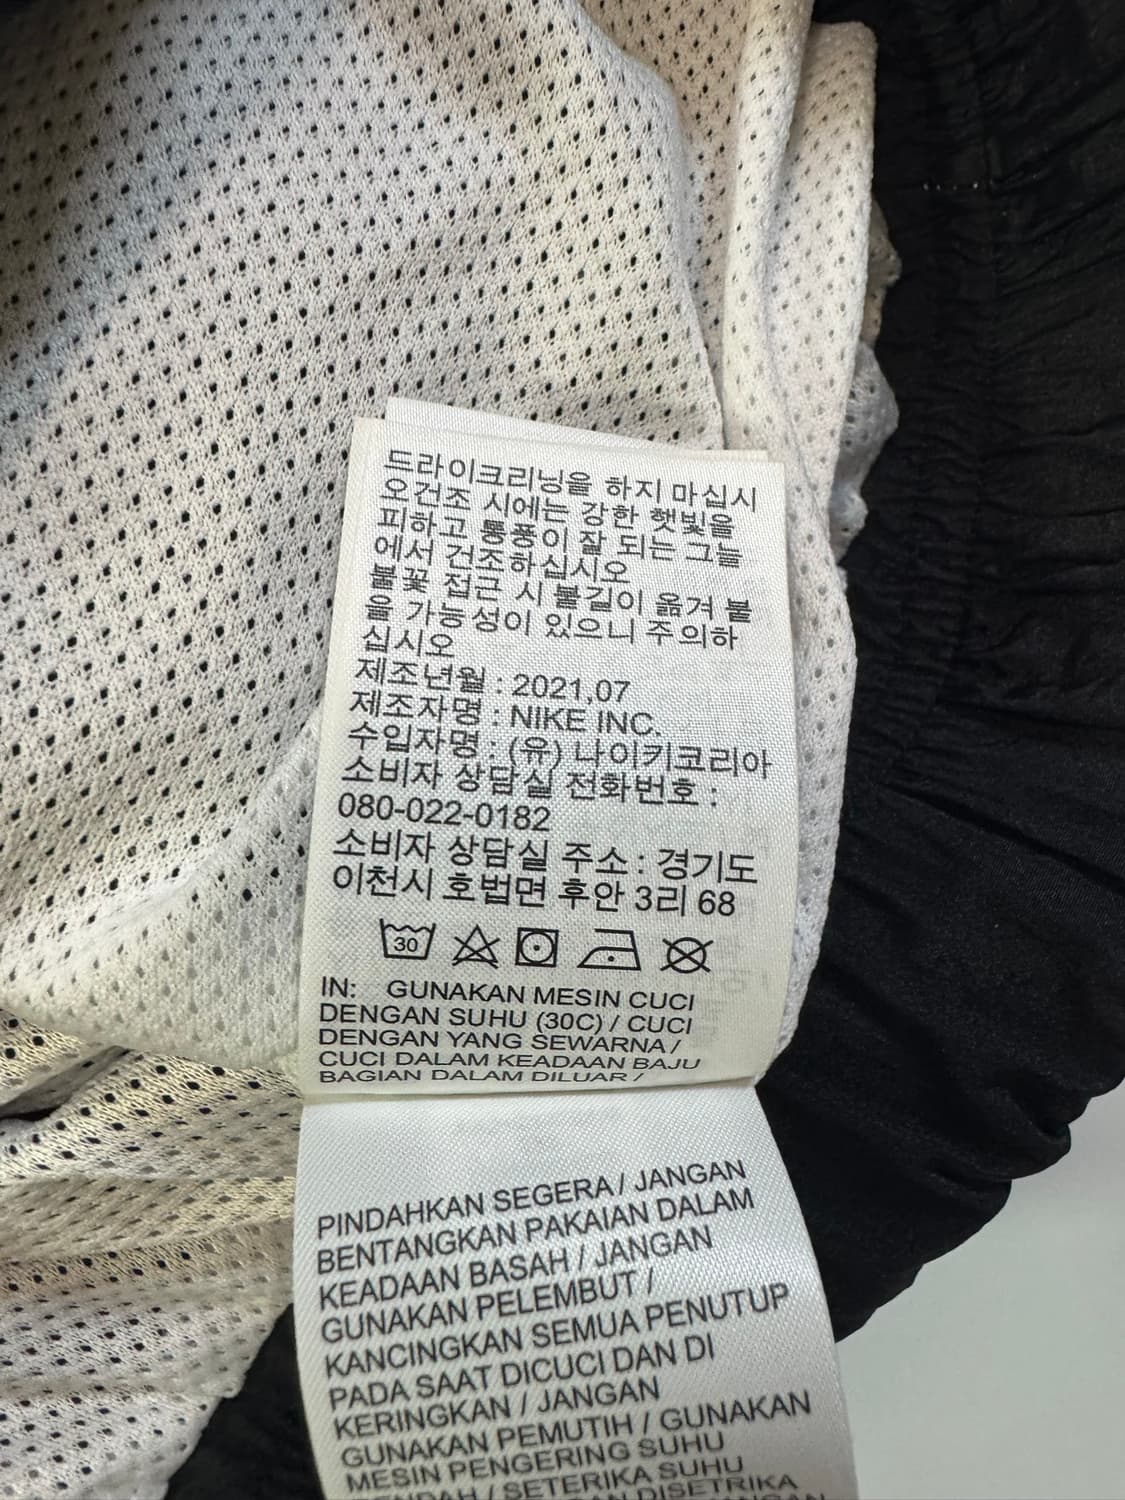 드라이크리닝을 하지 마십시
오건조 시에는 강한 햇빛을
피하고 통풍이 잘 되는 그늘
에서 건조하십시오
불꽃 접근 시 불길이 옮겨 붙
을 가능성이 있으니 주의하
십시오
제조년월 : 2021,07
제조자명 : NIKE INC.
수입자명 : (유) 나이키코리아
소비자 상담실 전화번호 :
080-022-0182
소비자 상담실 주소 : 경기도
이천시 호법면 후안 3리 68
30
IN: GUNAKAN MESIN CUCI
DENGAN SUHU (30C) / CUCI
DENGAN YANG SEWARNA /
CUCI DALAM KEADAAN BAJU
BAGIAN DALAM DILUAR /
PINDAHKAN SEGERA / JANGAN
BENTANGKAN PAKAIAN DALAM
KEADAAN BASAH / JANGAN
GUNAKAN PELEMBUT /
KANCINGKAN SEMUA PENUTUP
PADA SAAT DICUCI DAN DI
KERINGKAN / JANGAN
GUNAKAN PEMUTIH / GUNAKAN
MESIN PENGERING SUHU
RENDAH / SETERIKA SUHU
DISETRIKA